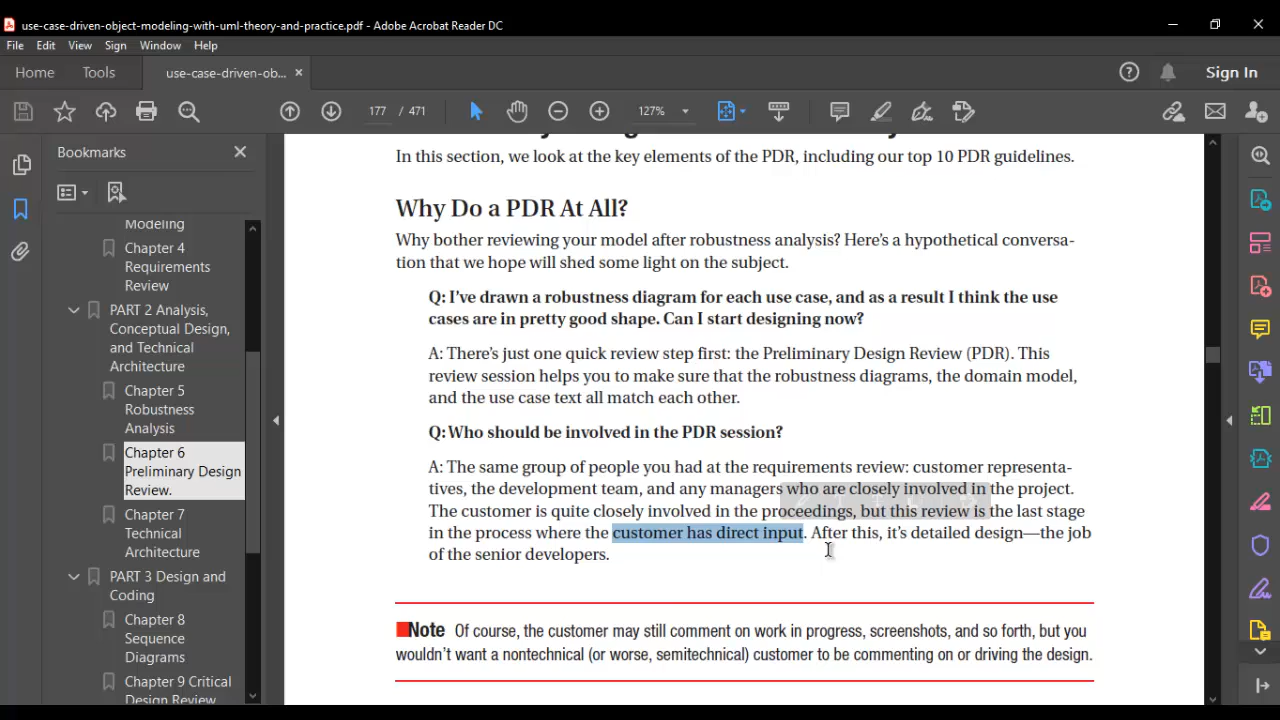 use-case-driven-object-modeling-with-uml-theory-and-practice.pdf - Adobe Acrobat Reader DC
File Edit View Sign Window Help
Home Tools use-case-driven-ob... × Sign In
177 / 471 127%
Bookmarks
Modeling
Chapter 4
Requirements
Review
PART 2 Analysis,
Conceptual Design,
and Technical
Architecture
Chapter 5
Robustness
Analysis
Chapter 6
Preliminary Design
Review.
Chapter 7
Technical
Architecture
PART 3 Design and
Coding
Chapter 8
Sequence
Diagrams
Chapter 9 Critical
Design Review
In this section, we look at the key elements of the PDR, including our top 10 PDR guidelines.
Why Do a PDR At All?
Why bother reviewing your model after robustness analysis? Here's a hypothetical conversa-
tion that we hope will shed some light on the subject.
Q: I've drawn a robustness diagram for each use case, and as a result I think the use
cases are in pretty good shape. Can I start designing now?
A: There's just one quick review step first: the Preliminary Design Review (PDR). This
review session helps you to make sure that the robustness diagrams, the domain model,
and the use case text all match each other.
Q: Who should be involved in the PDR session?
A: The same group of people you had at the requirements review: customer representa-
tives, the development team, and any managers who are closely involved in the project.
The customer is quite closely involved in the proceedings, but this review is the last stage
in the process where the customer has direct input. After this, it's detailed design—the job
of the senior developers.
Note Of course, the customer may still comment on work in progress, screenshots, and so forth, but you
wouldn't want a nontechnical (or worse, semitechnical) customer to be commenting on or driving the design.